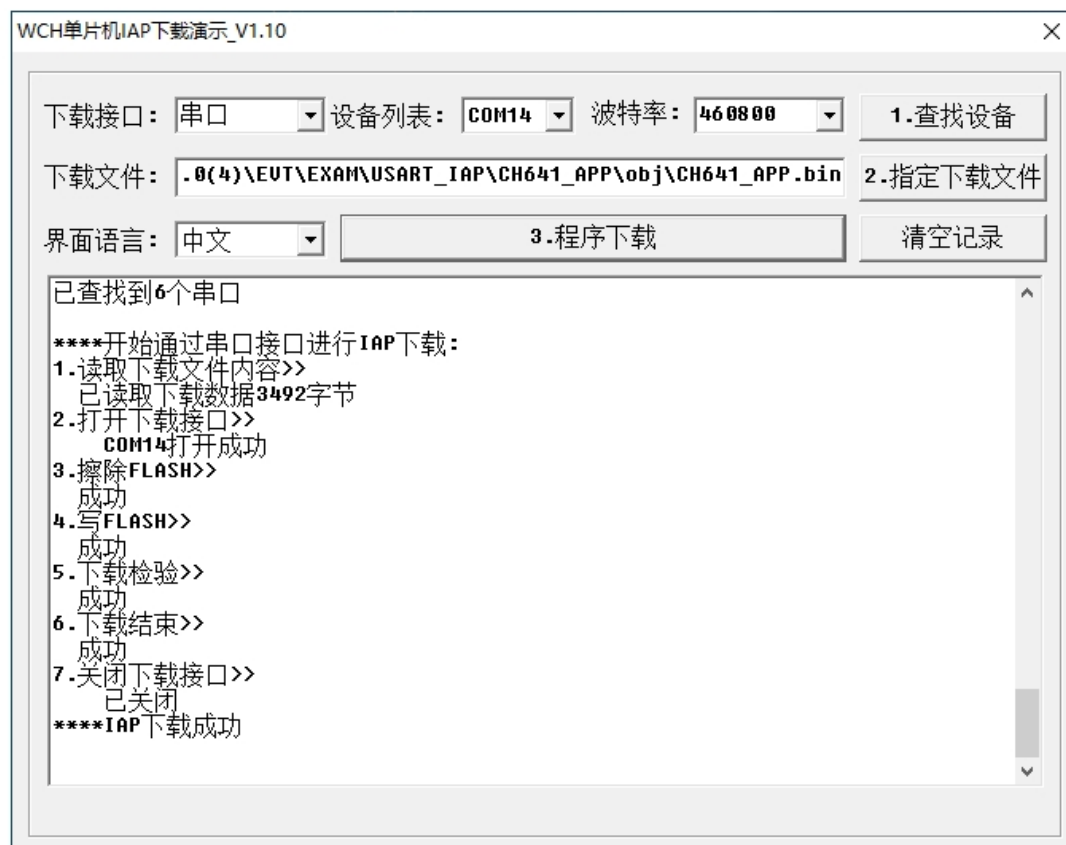 WCH单片机IAP下载演示_V1.10
下载接口: 串口 设备列表: COM14 波特率: 460800 1.查找设备
下载文件: .0(4)\EVT\EXAM\USART_IAP\CH641_APP\obj\CH641_APP.bin 2.指定下载文件
界面语言: 中文 3.程序下载 清空记录
已查找到6个串口
****开始通过串口接口进行IAP下载:
1.读取下载文件内容>>
已读取下载数据3492字节
2.打开下载接口>>
COM14打开成功
3.擦除FLASH>>
成功
4.写FLASH>>
成功
5.下载检验>>
成功
6.下载结束>>
成功
7.关闭下载接口>>
已关闭
****IAP下载成功